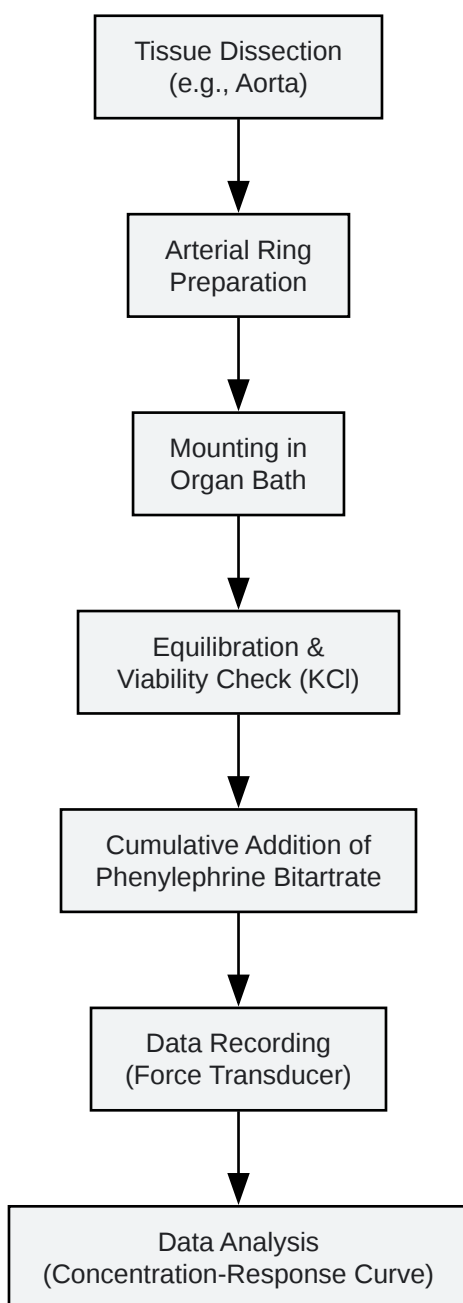 Tissue Dissection
(e.g., Aorta)
Arterial Ring
Preparation
Mounting in
Organ Bath
Equilibration &
Viability Check (KCl)
Cumulative Addition of
Phenylephrine Bitartrate
Data Recording
(Force Transducer)
Data Analysis
(Concentration-Response Curve)